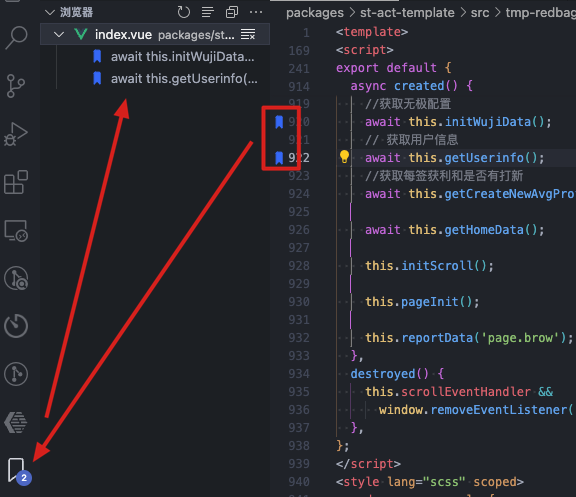 浏览器
index.vue packages/st...
await this.initWujiData...
await this.getUserinfo(...
2
packages › st-act-template › src › tmp-redbag
1 <template>
169 <script>
241 export default {
914 async created() {
919 //获取无极配置
920 await this.initWujiData();
921 // 获取用户信息
922 await this.getUserinfo();
923 //获取每签获利和是否有打新
924 await this.getCreateNewAvgPro
925
926 await this.getHomeData();
927
928 this.initScroll();
929
930 this.pageInit();
931
932 this.reportData('page.brow');
933 },
934 destroyed() {
935 this.scrollEventHandler &&
936 window.removeEventListener(
937 },
938 };
939 </script>
940 <style lang="scss" scoped>